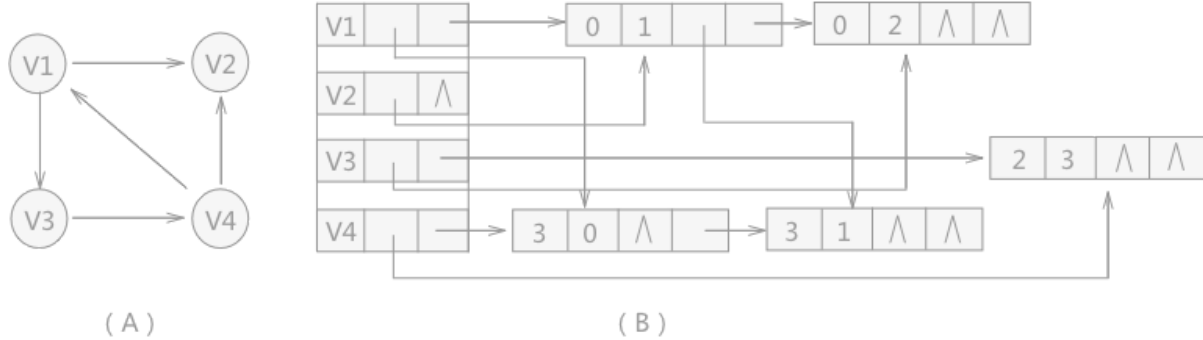 V1 V2
V3 V4
( A )
V1 0 1 0 2 ∧ ∧
V2 ∧
V3 2 3 ∧ ∧
V4 3 0 ∧ 3 1 ∧ ∧
( B )